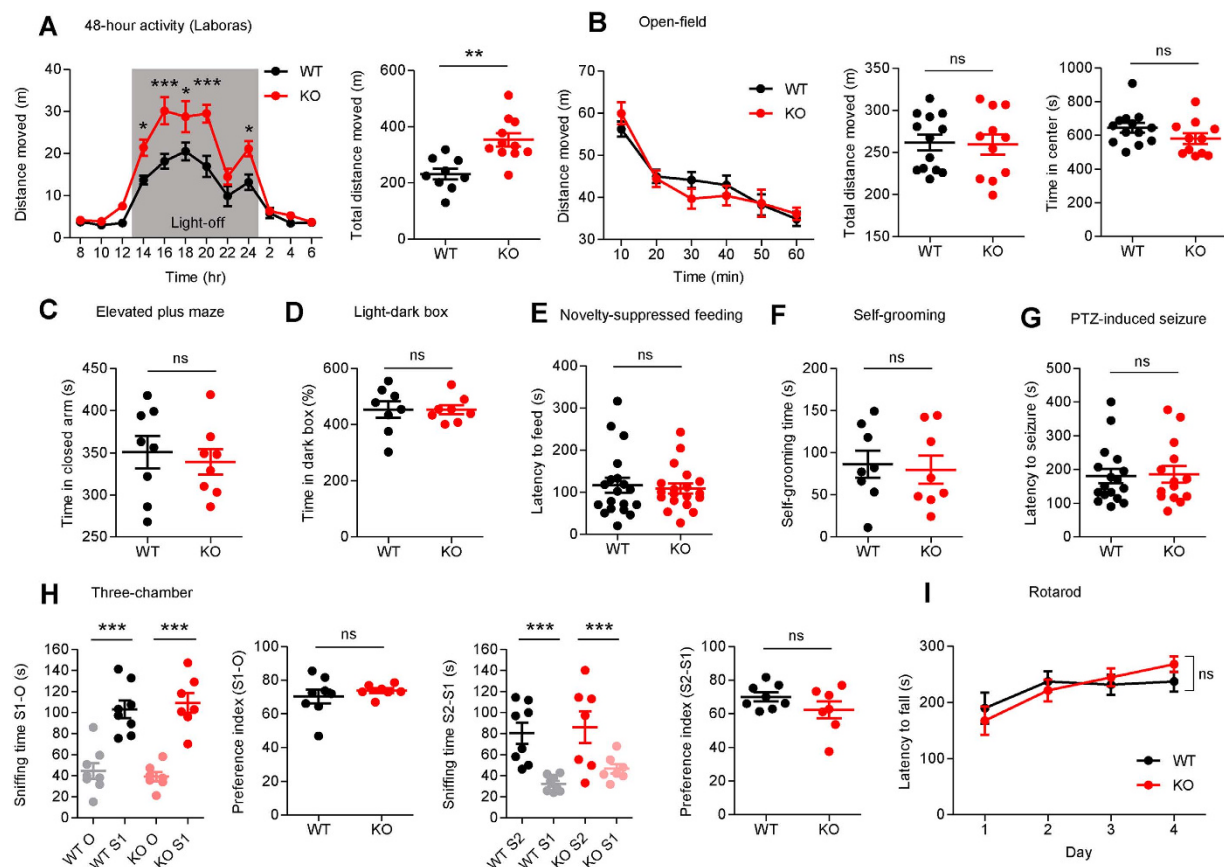 A 48-hour activity (Laboras)
Distance moved (m)
40
30
20
10
0
* *** * *** *
WT
KO
Light-off
8 10 12 14 16 18 20 22 24 2 4 6
Time (hr)
Total distance moved (m)
600
400
200
0
**
WT KO
B Open-field
Distance moved (m)
70
60
50
40
30
WT
KO
10 20 30 40 50 60
Time (min)
Total distance moved (m)
350
300
250
200
150
ns
WT KO
Time in center (s)
1000
800
600
400
200
0
ns
WT KO
C Elevated plus maze
Time in closed arm (s)
450
400
350
300
250
ns
WT KO
D Light-dark box
Time in dark box (%)
600
400
200
0
ns
WT KO
E Novelty-suppressed feeding
Latency to feed (s)
400
300
200
100
0
ns
WT KO
F Self-grooming
Self-grooming time (s)
200
150
100
50
0
ns
WT KO
G PTZ-induced seizure
Latency to seizure (s)
500
400
300
200
100
0
ns
WT KO
H Three-chamber
Sniffing time S1-O (s)
160
140
120
100
80
60
40
20
0
*** ***
WT O WT S1 KO O KO S1
Preference index (S1-O)
100
80
60
40
20
0
ns
WT KO
Sniffing time S2-S1 (s)
160
140
120
100
80
60
40
20
0
*** ***
WT S2 WT S1 KO S2 KO S1
Preference index (S2-S1)
100
80
60
40
20
0
ns
WT KO
I Rotarod
Latency to fall (s)
300
200
100
0
ns
WT
KO
1 2 3 4
Day